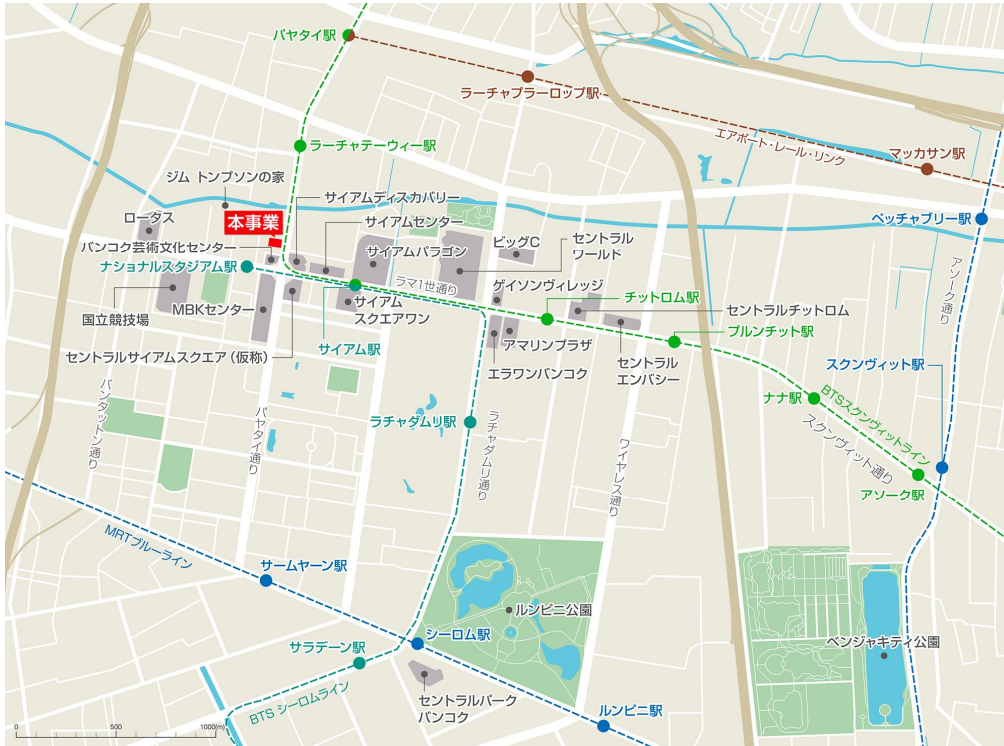 パヤタイ駅
ラーチャプラーロップ駅
エアポート・レール・リンク
マッカサン駅
ラーチャテーウィー駅
ジム トンプソンの家
サイアムディスカバリー
ロータス
本事業
サイアムセンター
ペッチャブリー駅
バンコク芸術文化センター
サイアムパラゴン
ビッグC
セントラル
ワールド
ナショナルスタジアム駅
ラマ1世通り
ゲイソンヴィレッジ
アソーク通り
国立競技場
MBKセンター
サイアム
スクエアワン
チットロム駅
セントラルチットロム
プルンチット駅
セントラルサイアムスクエア（仮称）
サイアム駅
アマリンプラザ
エラワンバンコク
セントラル
エンバシー
スクンヴィット駅
バンタットン通り
パヤタイ通り
ラチャダムリ駅
ラチャダムリ通り
ワイヤレス通り
ナナ駅
BTSスクンヴィットライン
スクンヴィット通り
アソーク駅
MRTブルーライン
サームヤーン駅
ルンピニ公園
シーロム駅
サラデーン駅
ベンジャキティ公園
BTS シーロムライン
セントラルパーク
バンコク
ルンピニ駅
0 500 1000(m)